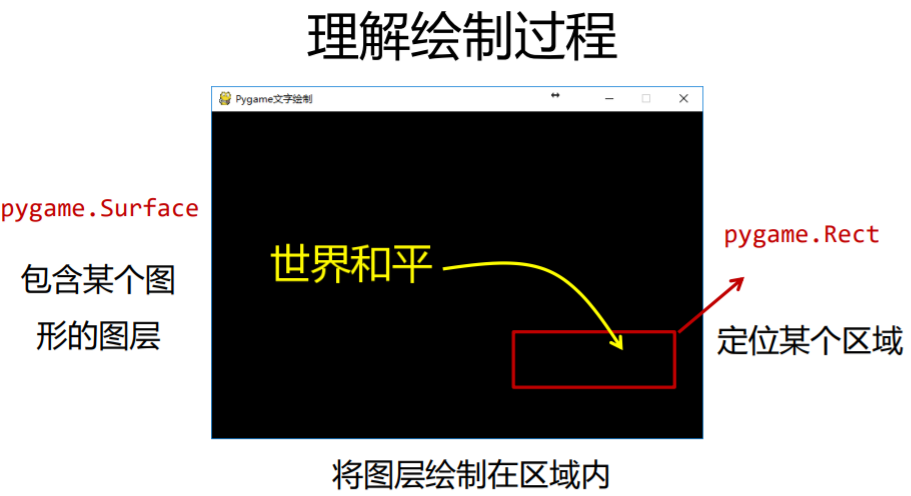 理解绘制过程
Pygame文字绘制
pygame.Surface
包含某个图
形的图层
世界和平
pygame.Rect
定位某个区域
将图层绘制在区域内